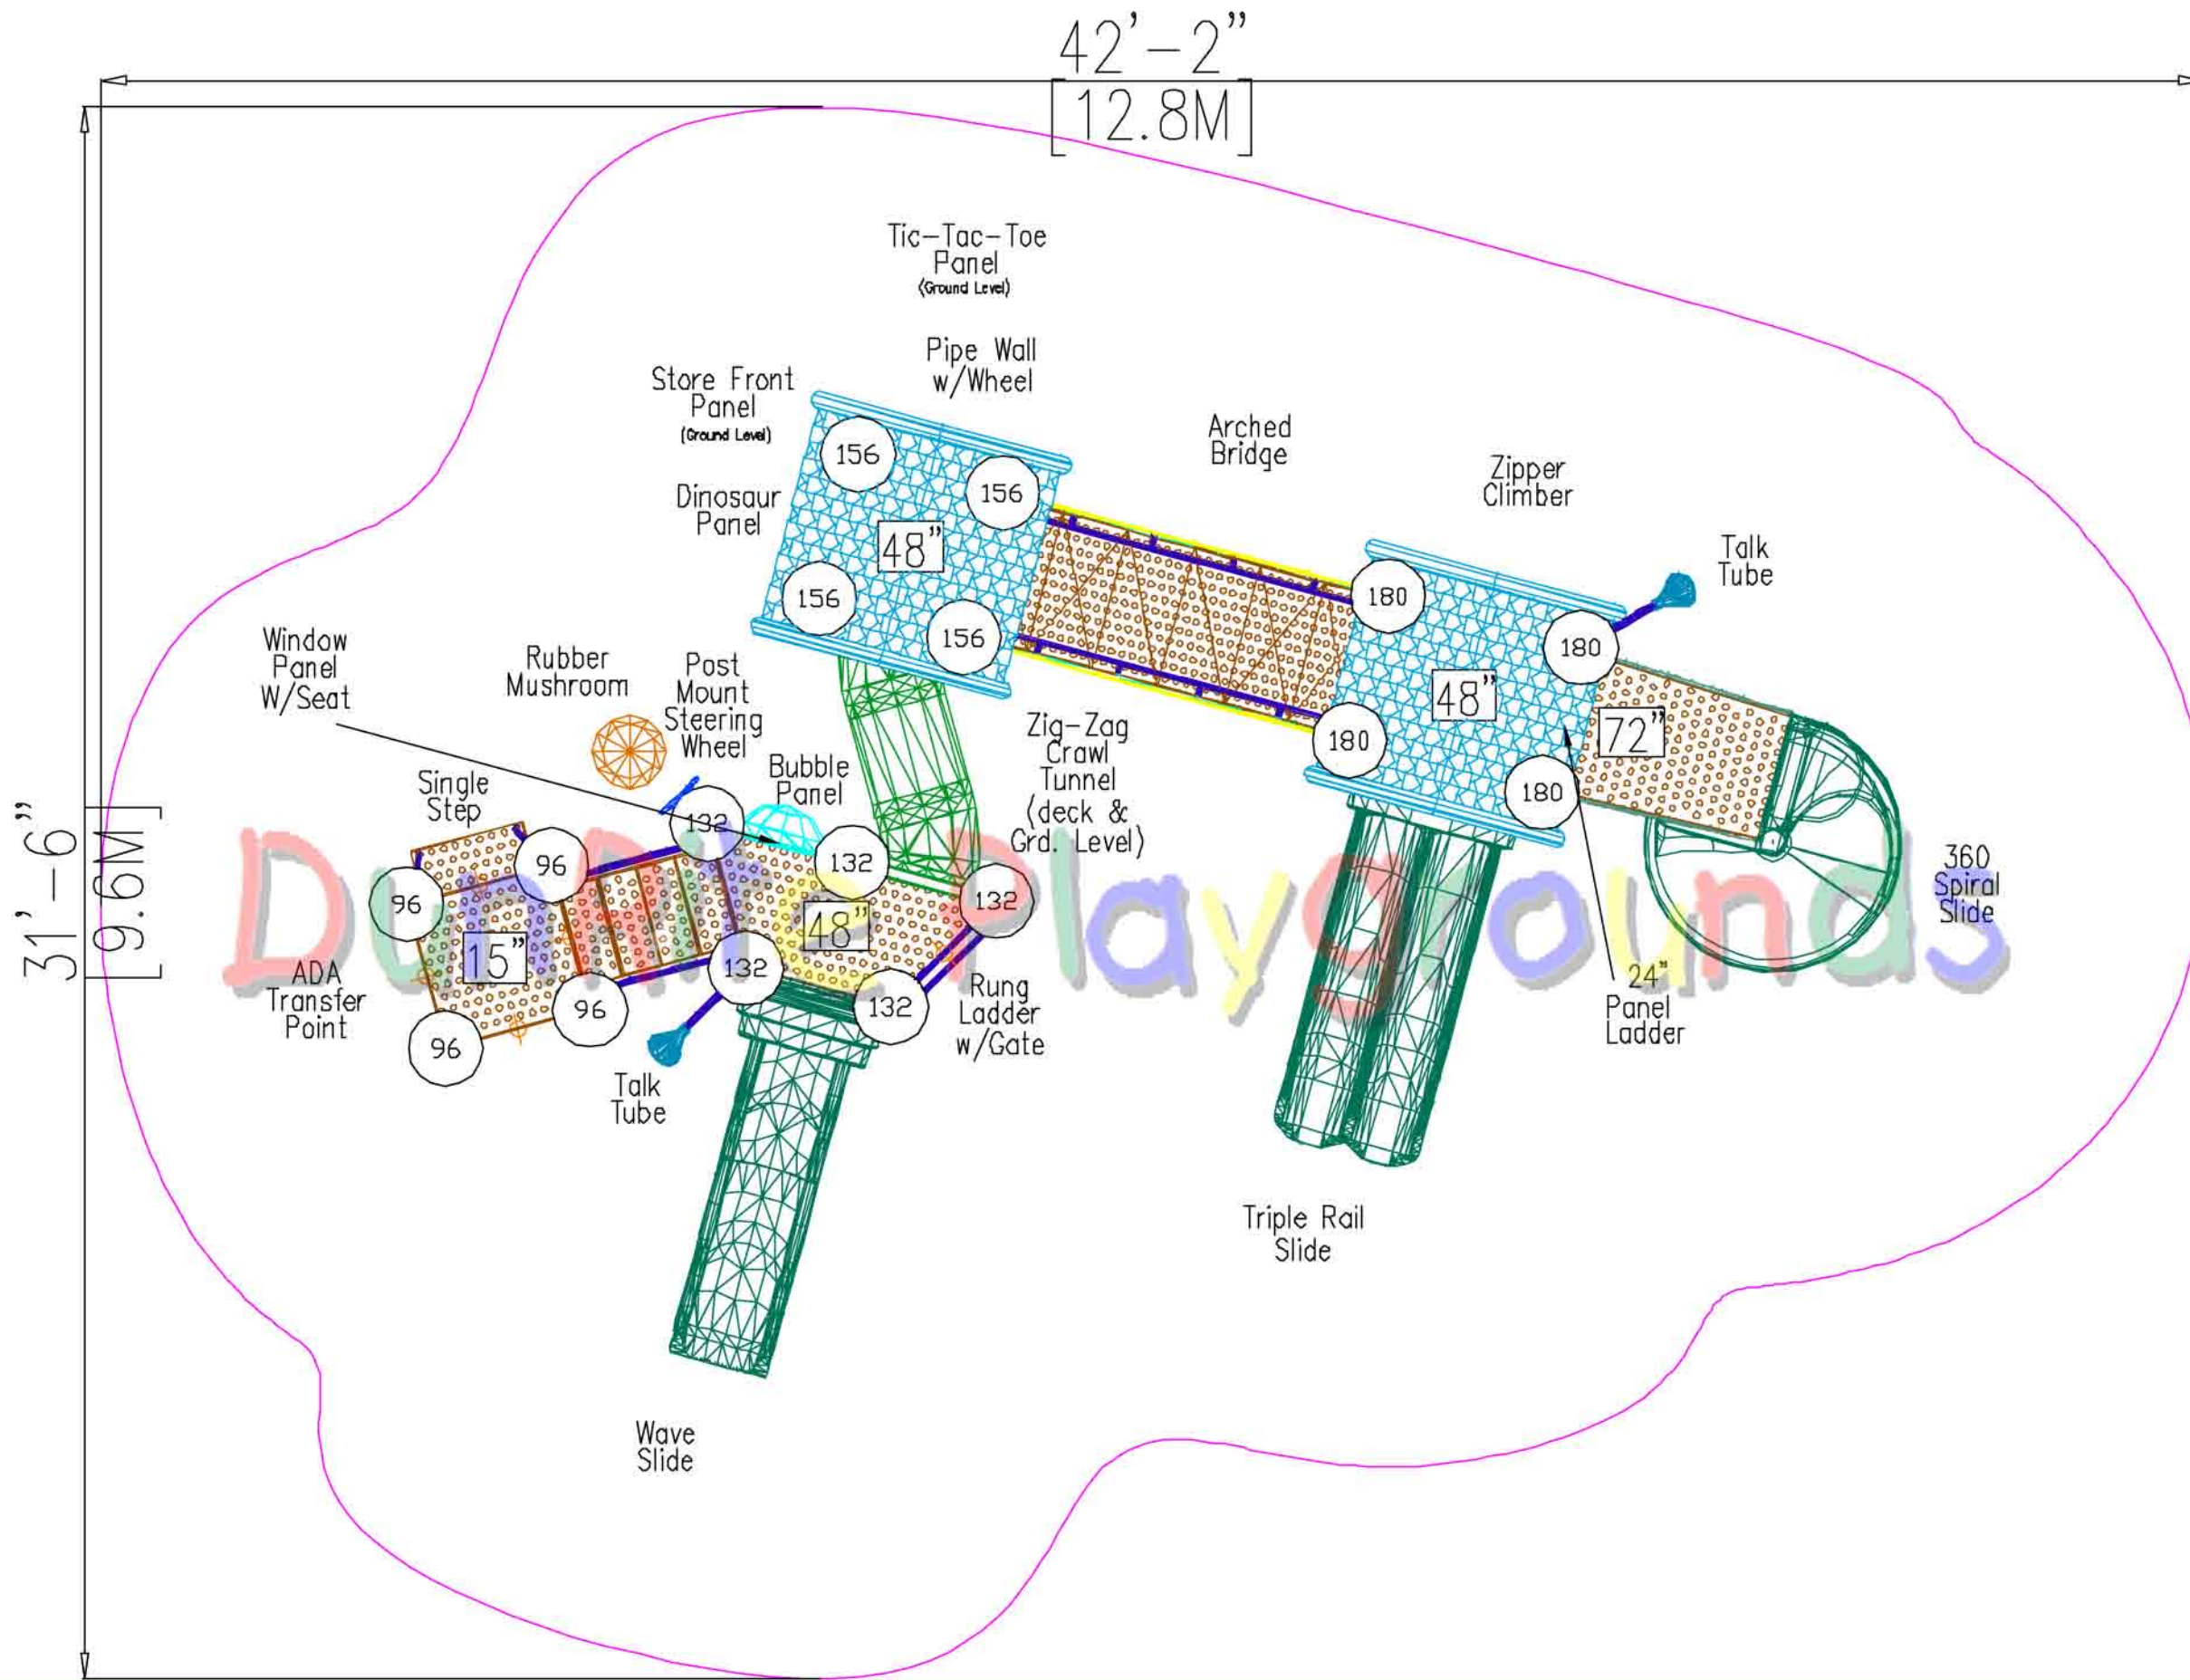 42'-2"
[12.8M]
31'-6"
[9.6M]
Tic-Tac-Toe
Panel
(Ground Level)
Pipe Wall
w/Wheel
Store Front
Panel
(Ground Level)
Dinosaur
Panel
Arched
Bridge
Zipper
Climber
Talk
Tube
156
156
156
156
48"
180
180
180
180
48"
72"
Window
Panel
W/Seat
Rubber
Mushroom
Post
Mount
Steering
Wheel
Bubble
Panel
Zig-Zag
Crawl
Tunnel
(deck &
Grd. Level)
Single
Step
132
132
132
132
132
48"
96
96
96
96
15"
DunRite Playgrounds
360
Spiral
Slide
ADA
Transfer
Point
Rung
Ladder
w/Gate
24"
Panel
Ladder
Talk
Tube
Triple Rail
Slide
Wave
Slide